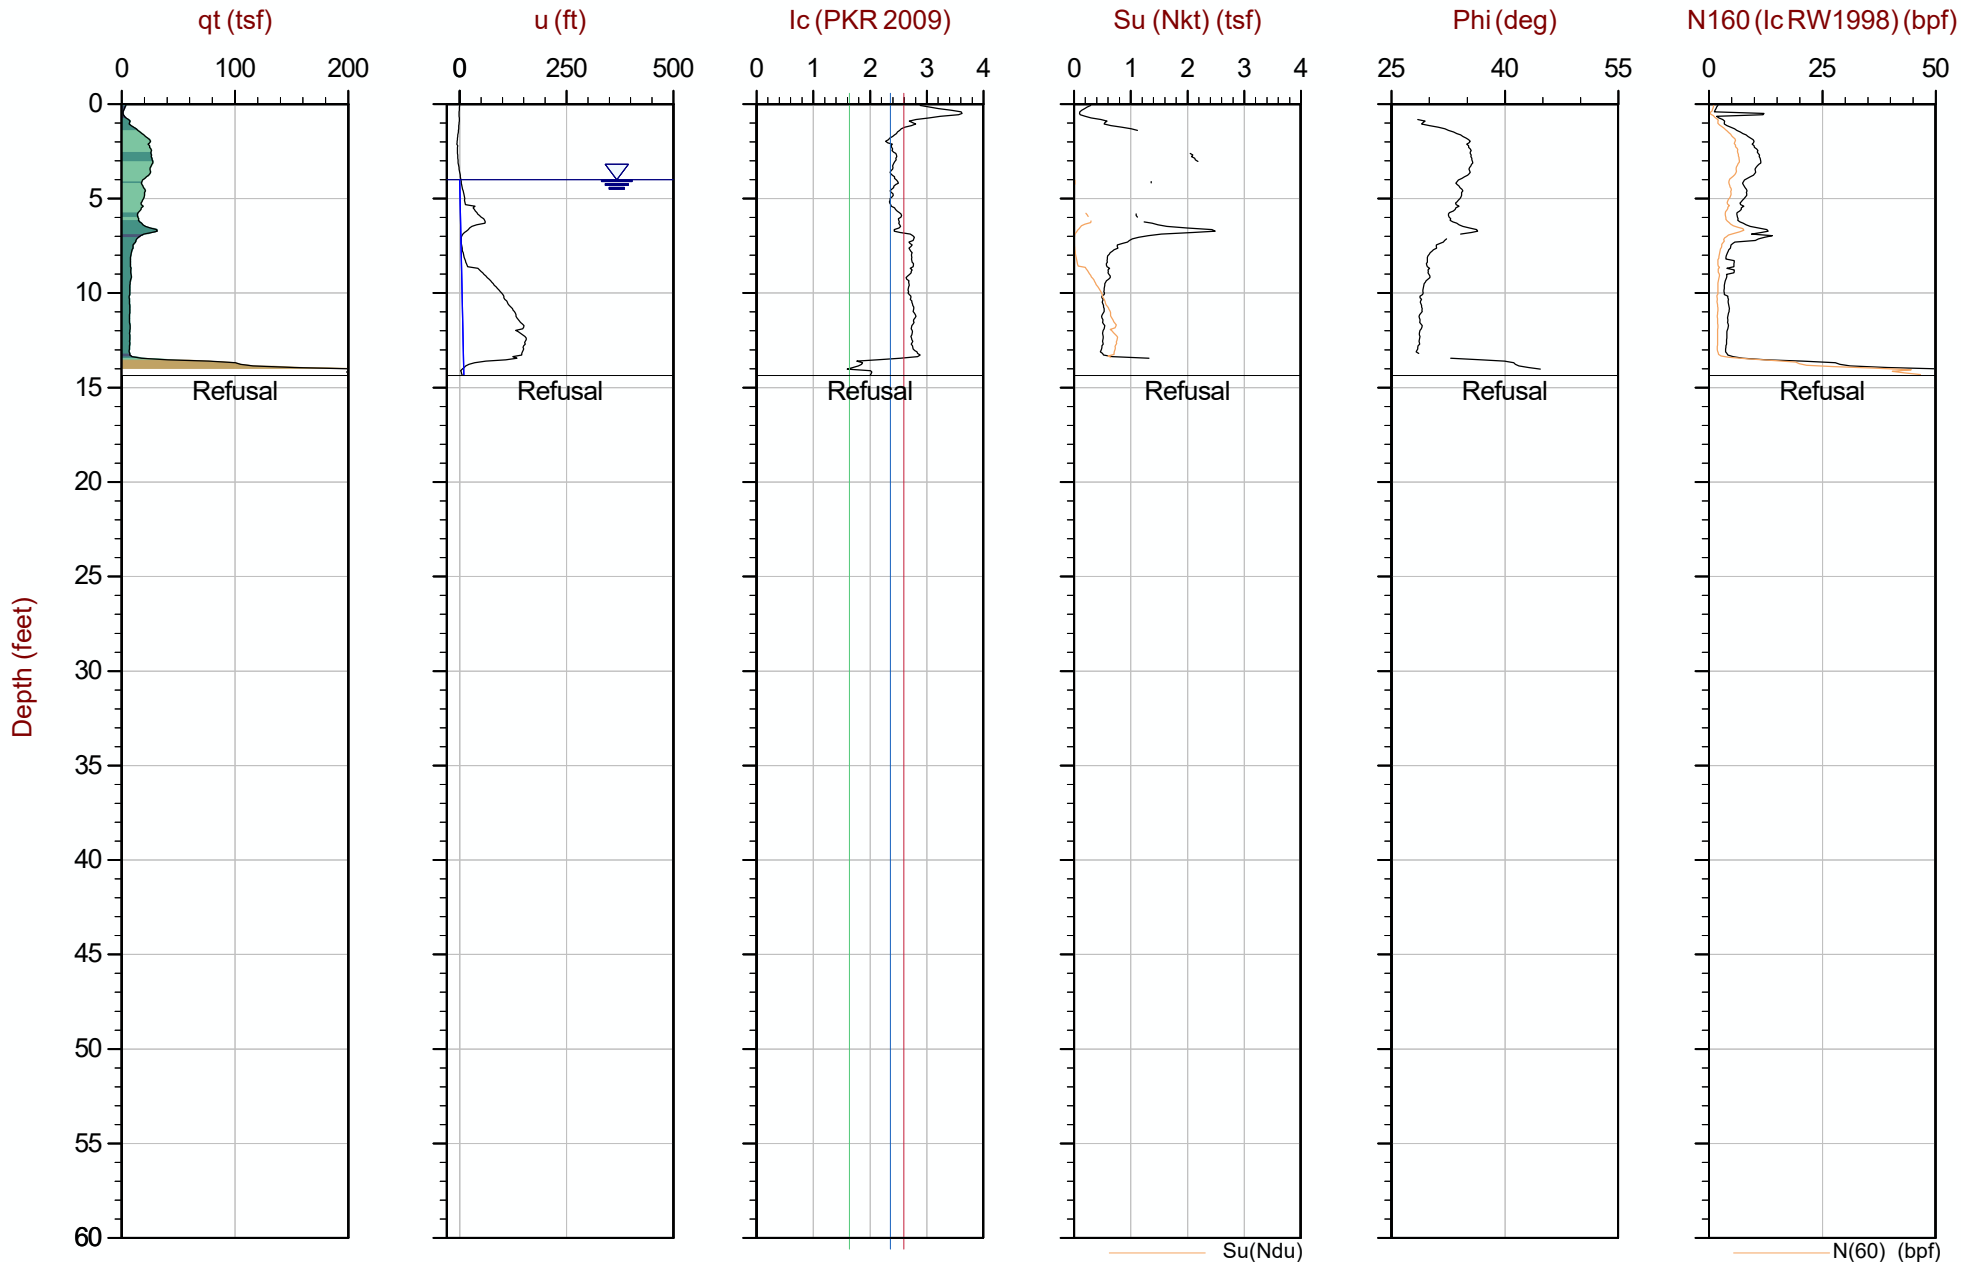 qt (tsf) u (ft) Ic (PKR 2009) Su (Nkt) (tsf) Phi (deg) N160 (Ic RW1998) (bpf)
0 100 200 0 250 500 0 1 2 3 4 0 1 2 3 4 25 40 55 0 25 50
0
5
10
15
Refusal Refusal Refusal Refusal Refusal Refusal
20
25
30
35
40
45
50
55
60
Depth (feet)
Su(Ndu) N(60) (bpf)